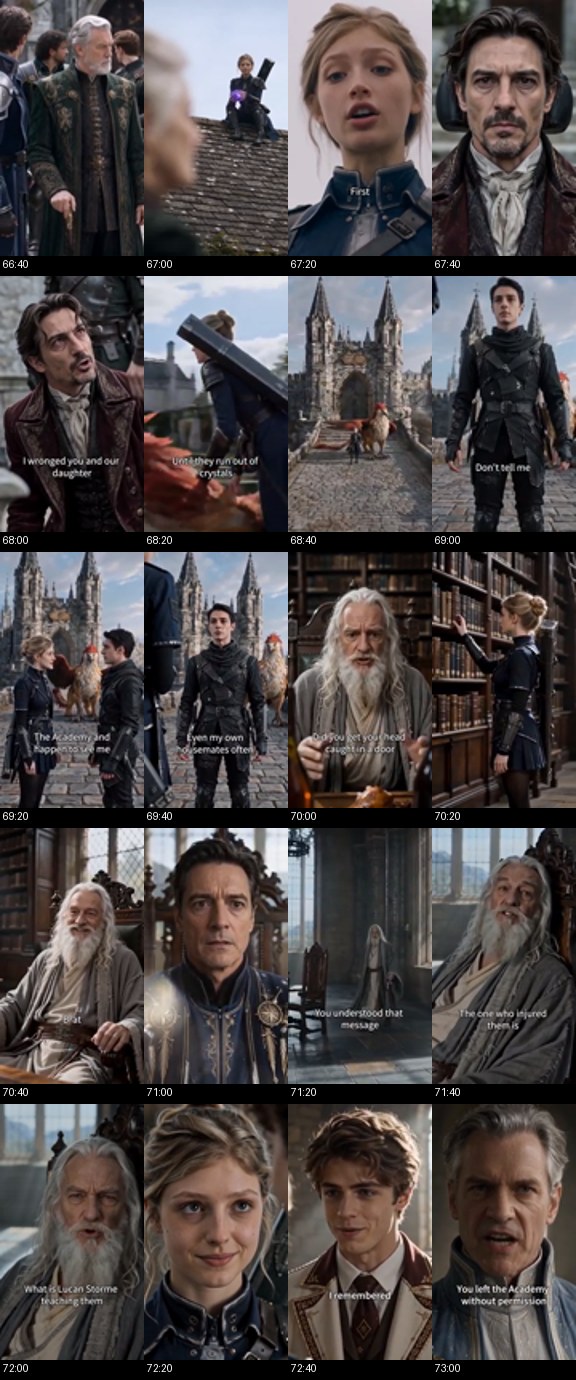 First
66:40
67:00
67:20
67:40
I wronged you and our
daughter
Until they run out of
crystals
Don't tell me
68:00
68:20
68:40
69:00
The Academy and
happen to see me
Even my own
housemates often
Did you get your head
caught in a door
69:20
69:40
70:00
70:20
Brat
You understood that
message
The one who injured
them is
70:40
71:00
71:20
71:40
What is Lucan Storme
teaching them
I remembered
You left the Academy
without permission
72:00
72:20
72:40
73:00